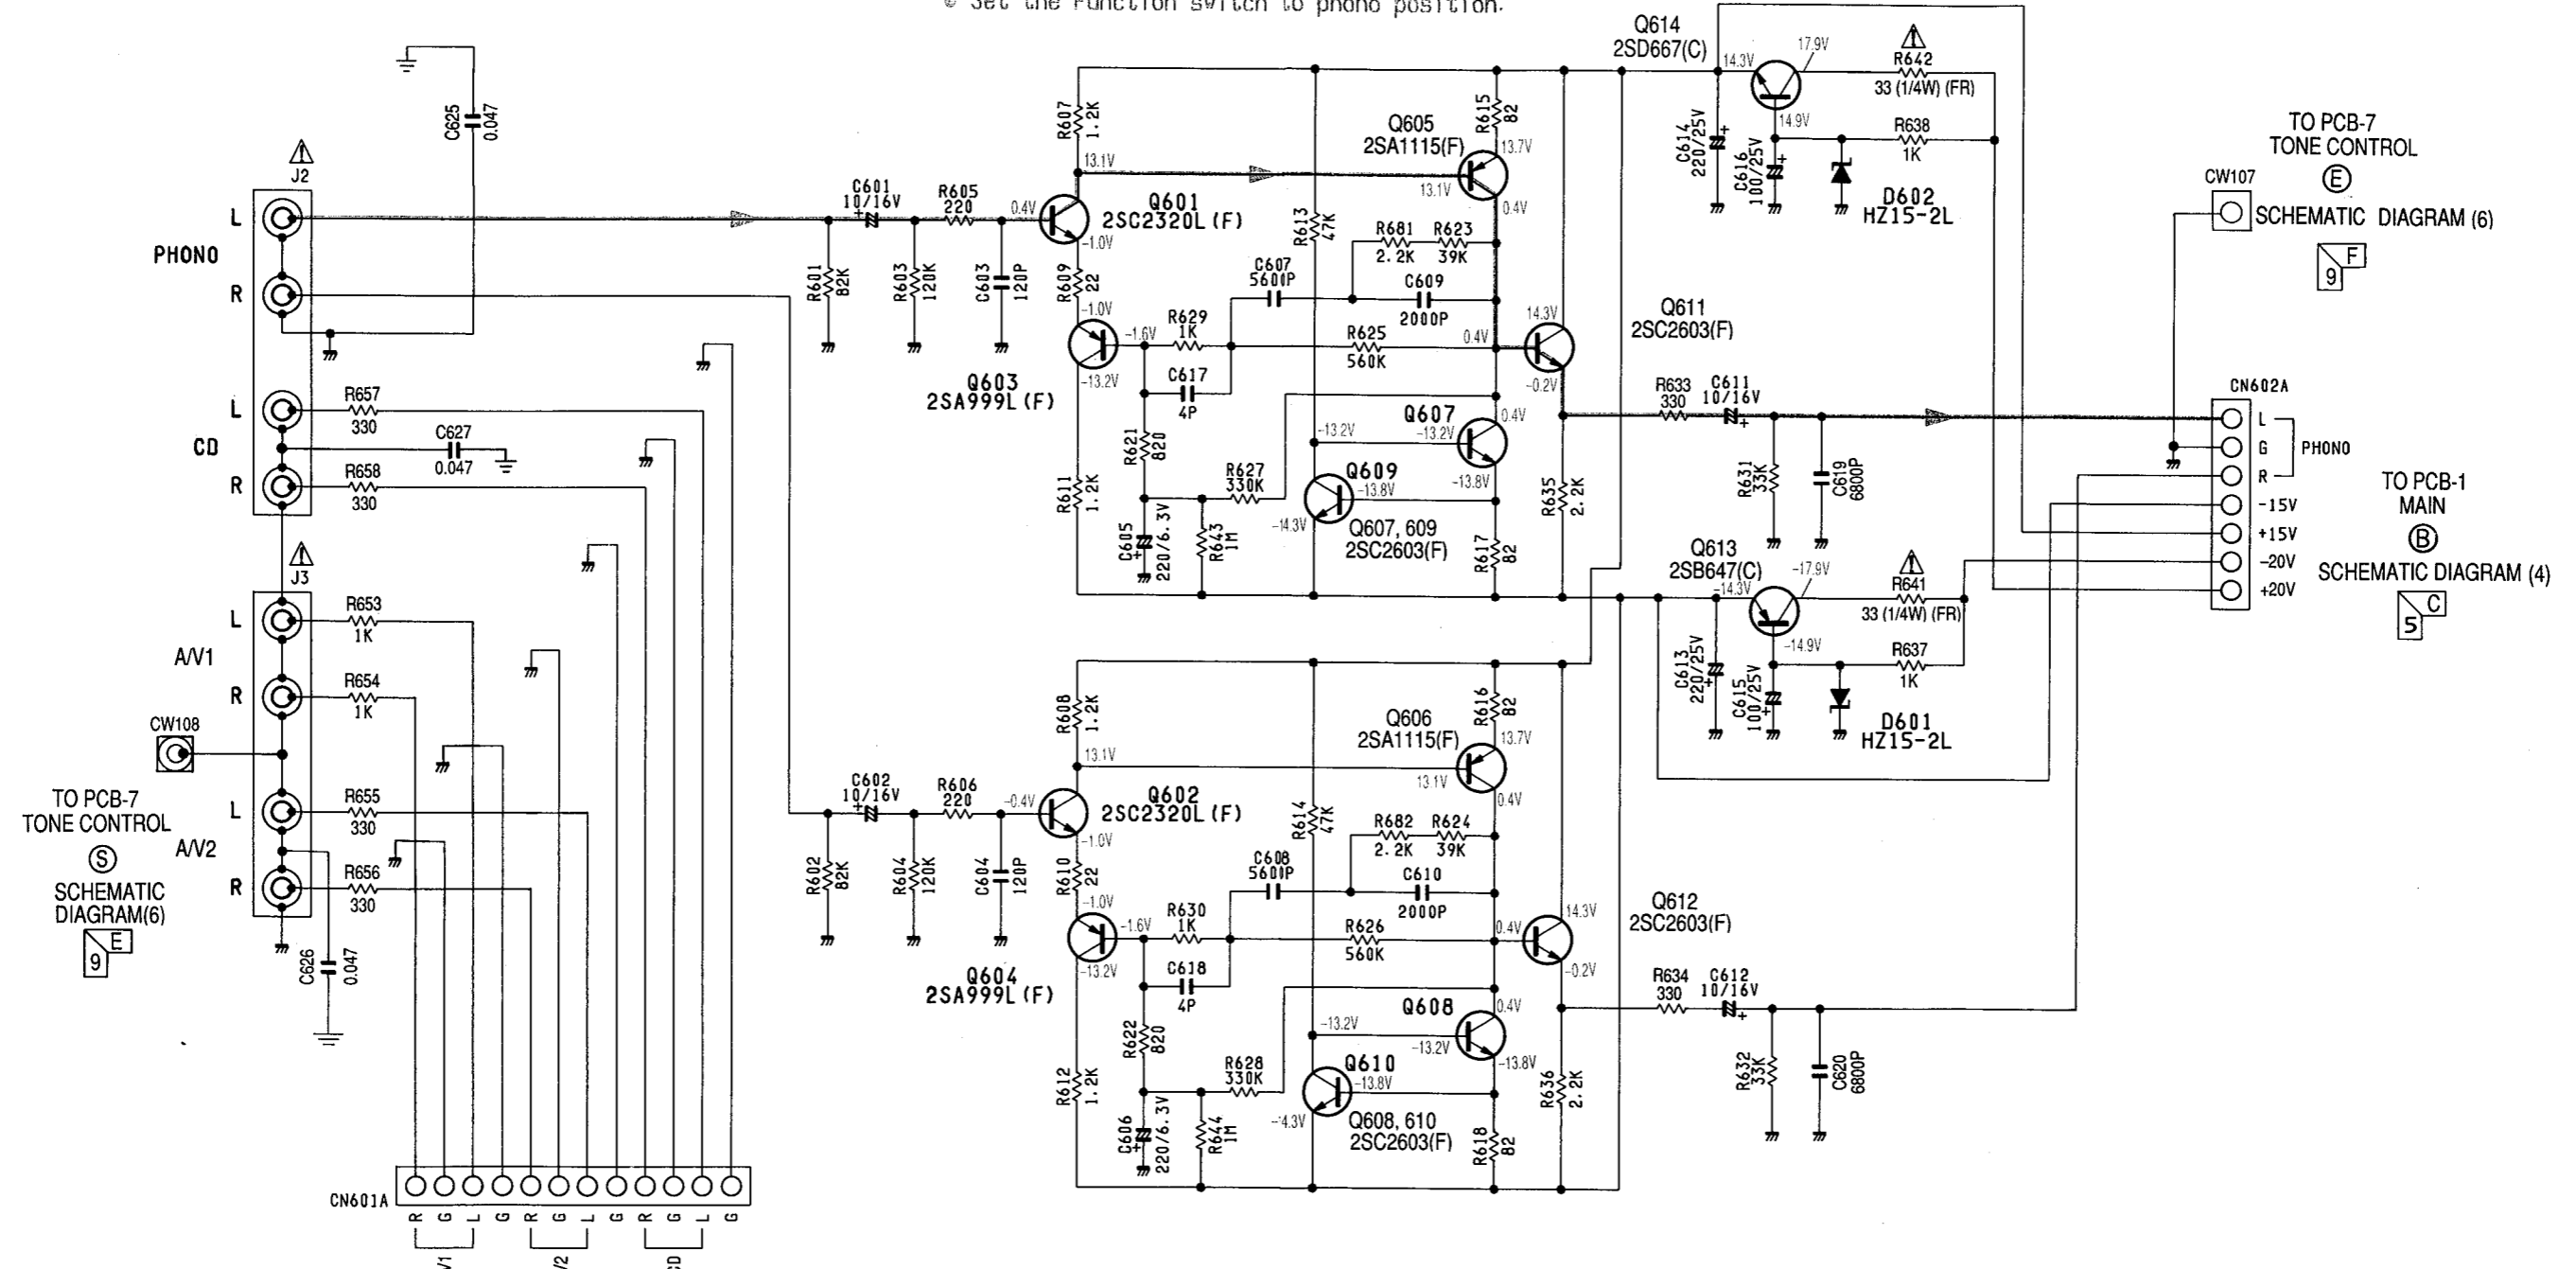 © Set the Function switch to phono position.
Q614
2SD667(C)
14.3V
17.9V
R642
33 (1/4W) (FR)
14.9V
R638
1K
C614
220/25V
C616
100/25V
D602
HZ15-2L
TO PCB-7
TONE CONTROL
E
CW107
SCHEMATIC DIAGRAM (6)
F
9
C625
0.047
J2
L
PHONO
R
C601
10/16V
R605
220
0.4V
R601
82K
R603
120K
C603
120P
R607
1.2K
13.1V
Q601
2SC2320L (F)
-1.0V
R609
22
-1.0V
Q603
2SA999L (F)
-13.2V
-1.6V
R611
1.2K
R629
1K
C617
4P
R621
820
C605
220/6.3V
R643
1M
R627
330K
R613
47K
C607
5600P
R681
2.2K
R623
39K
C609
2000P
R625
560K
Q605
2SA1115(F)
R615
82
13.7V
13.1V
0.4V
0.4V
Q607
0.4V
-13.2V
-13.2V
-13.8V
Q609
-13.8V
-14.3V
Q607, 609
2SC2603(F)
R617
82
Q611
2SC2603(F)
14.3V
-0.2V
R635
2.2K
R633
330
C611
10/16V
R631
33K
C619
6800P
CN602A
L
G
R
PHONO
-15V
+15V
-20V
+20V
TO PCB-1
MAIN
B
SCHEMATIC DIAGRAM (4)
C
5
Q613
2SB647(C)
-14.3V
-17.9V
R641
33 (1/4W) (FR)
-14.9V
R637
1K
C613
220/25V
C615
100/25V
D601
HZ15-2L
L
CD
R
R657
330
C627
0.047
R658
330
J3
L
A/V1
R
R653
1K
R654
1K
CW108
TO PCB-7
TONE CONTROL
S
SCHEMATIC
DIAGRAM(6)
E
9
L
A/V2
R
R655
330
R656
330
C626
0.047
C602
10/16V
R606
220
-0.4V
R602
82K
R604
120K
C604
120P
R608
1.2K
13.1V
Q602
2SC2320L (F)
-1.0V
R610
22
-1.0V
Q604
2SA999L (F)
-13.2V
-1.6V
R612
1.2K
R630
1K
C618
4P
R622
820
C606
220/6.3V
R644
1M
R628
330K
R614
47K
C608
5600P
R682
2.2K
R624
39K
C610
2000P
R626
560K
Q606
2SA1115(F)
R616
82
13.7V
13.1V
0.4V
0.4V
Q608
0.4V
-13.2V
-13.2V
-13.8V
Q610
-13.8V
Q608, 610
2SC2603(F)
R618
82
Q612
2SC2603(F)
14.3V
-0.2V
R636
2.2K
R634
330
C612
10/16V
R632
33K
C620
6800P
CN601A
R G L G R G L G R G L G